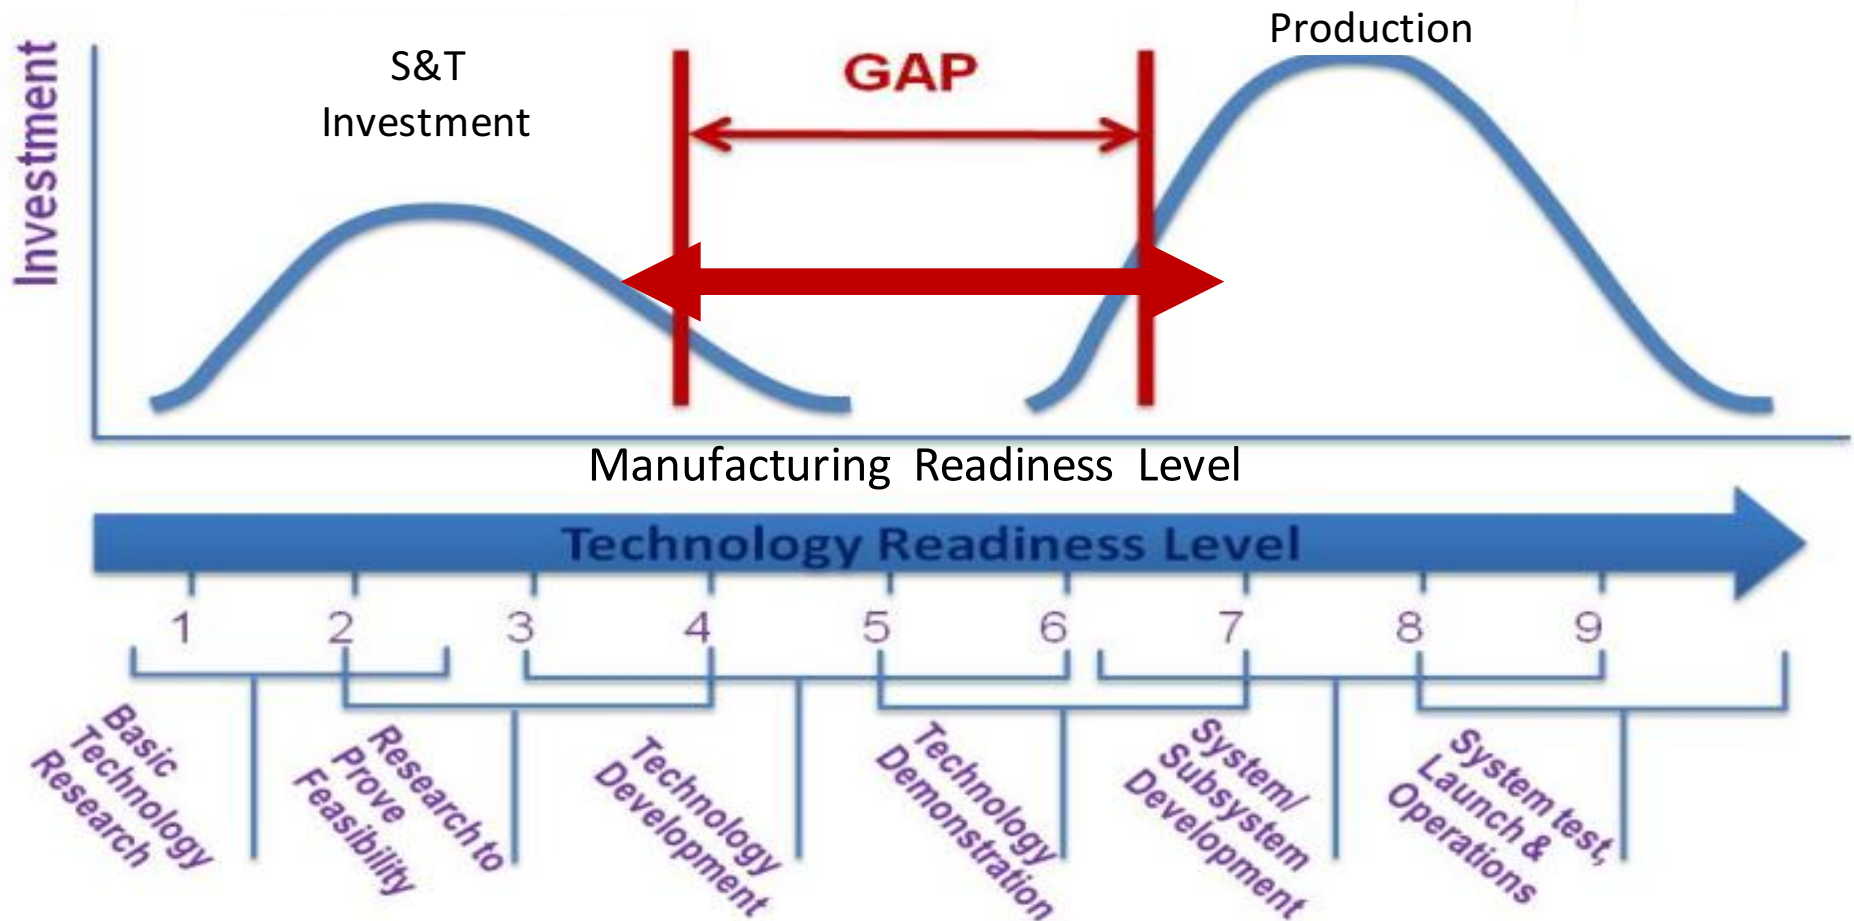 Investment
S&T
Investment
GAP
Production
Manufacturing Readiness Level
Technology Readiness Level
1
2
3
4
5
6
7
8
9
Basic
Technology
Research
Research to
Prove
Feasibility
Technology
Development
Technology
Demonstration
System/
Subsystem
Development
System test,
Launch &
Operations